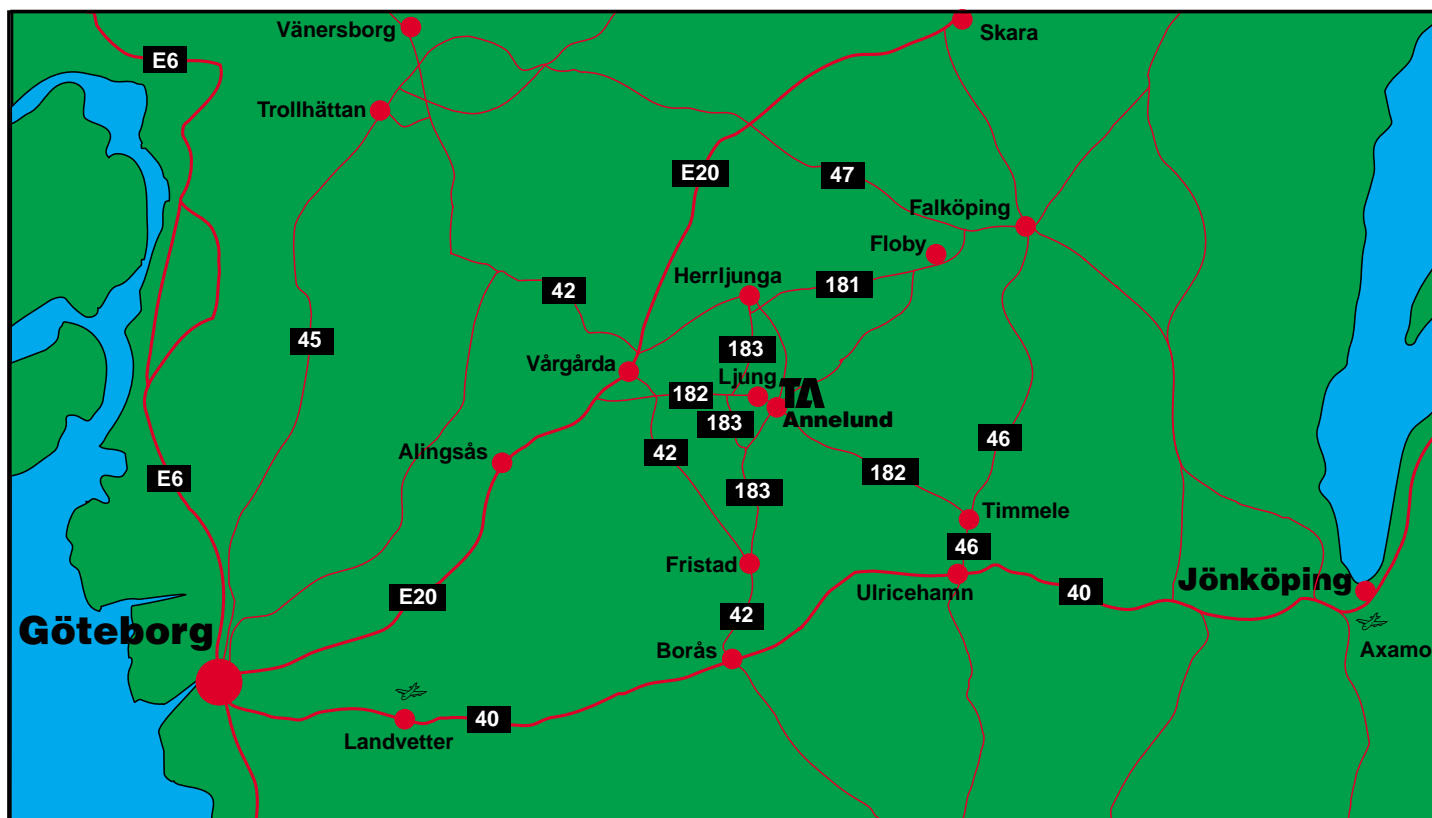 Vänersborg
Skara
E6
Trollhättan
E20
47
Falköping
Floby
Herrljunga
181
42
45
183
Vårgårda
Ljung
TA
182
Annelund
183
46
Alingsås
42
E6
182
183
Timmele
46
Fristad
Jönköping
E20
Ulricehamn
40
42
Göteborg
Borås
Axamo
40
Landvetter